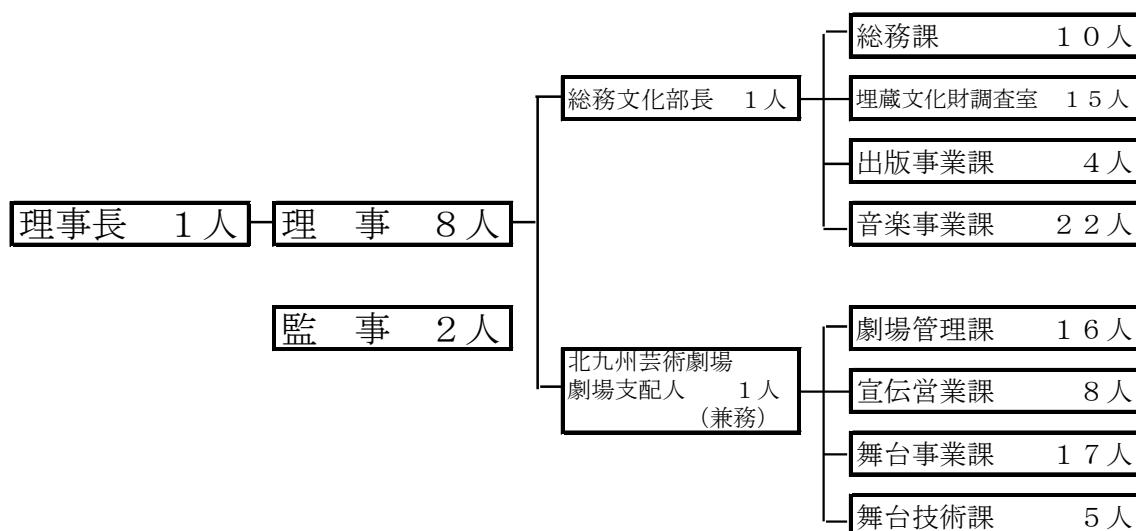 総務課　　　１０人
総務文化部長　１人
埋蔵文化財調査室　１５人
出版事業課　　　４人
理事長　１人
理　事　８人
音楽事業課　　２２人
監　事　２人
劇場管理課　　１６人
北九州芸術劇場
劇場支配人　　１人
（兼務）
宣伝営業課　　　８人
舞台事業課　　１７人
舞台技術課　　　５人